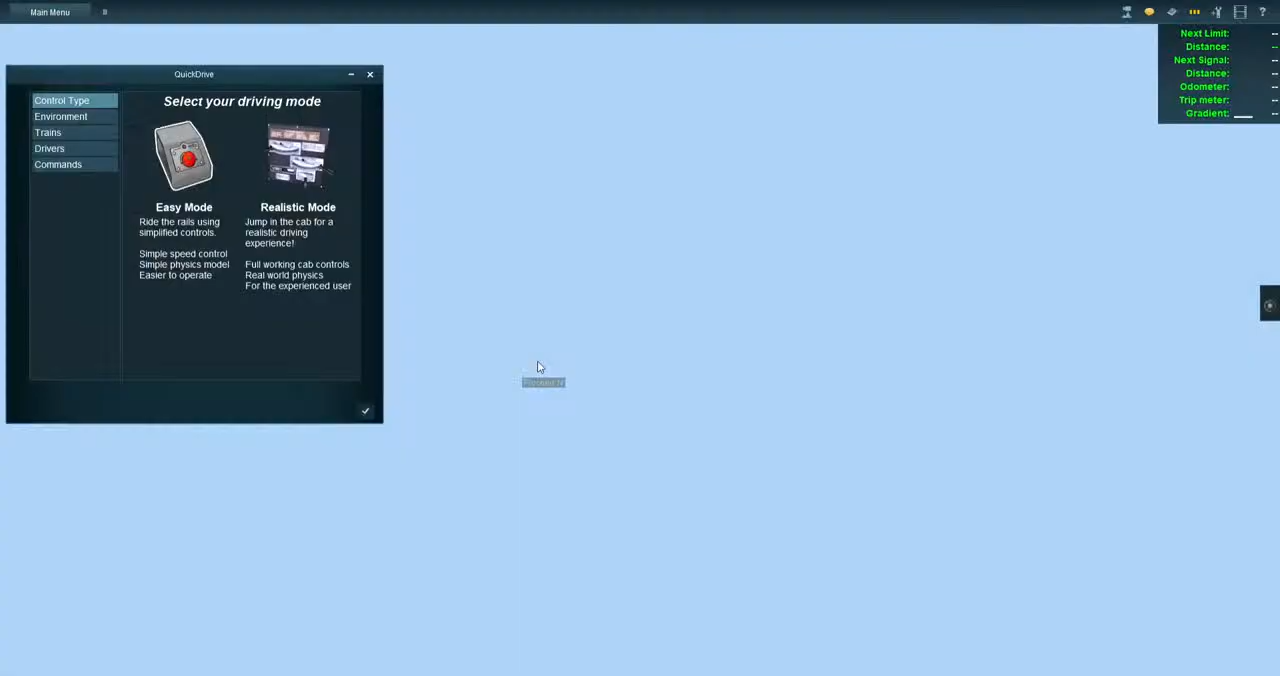 Main Menu
QuickDrive
Control Type
Environment
Trains
Drivers
Commands
Select your driving mode
Easy Mode
Ride the rails using
simplified controls.
Simple speed control
Simple physics model
Easier to operate
Realistic Mode
Jump in the cab for a
realistic driving
experience!
Full working cab controls
Real world physics
For the experienced user
Next Limit: --
Distance: --
Next Signal: --
Distance: --
Odometer: --
Trip meter: --
Gradient: --